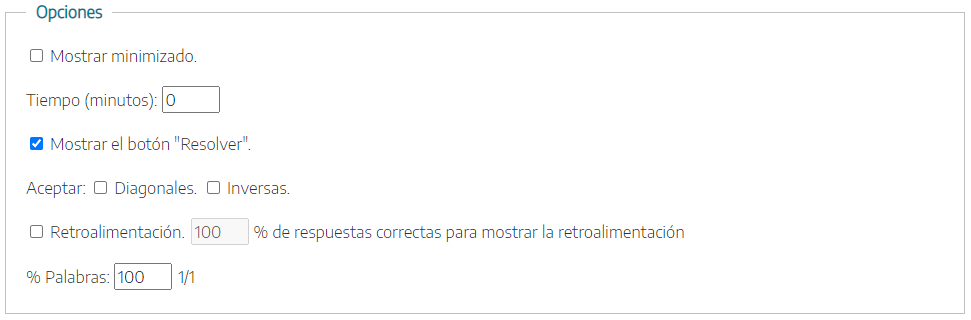 Opciones
Mostrar minimizado.
Tiempo (minutos): 0
Mostrar el botón "Resolver".
Aceptar: Diagonales. Inversas.
Retroalimentación. 100 % de respuestas correctas para mostrar la retroalimentación
% Palabras: 100 1/1